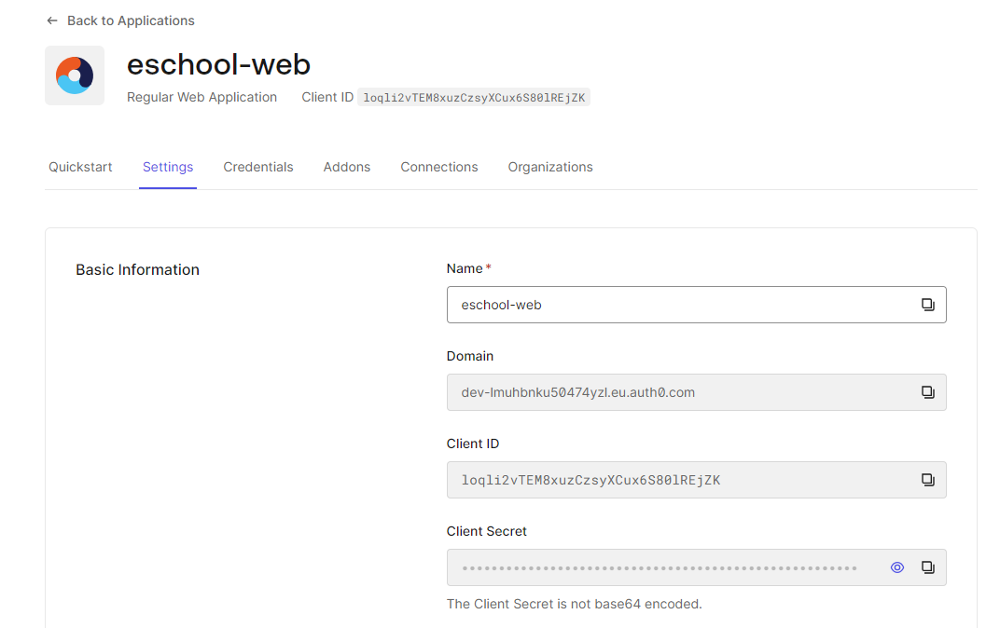 ← Back to Applications
eschool-web
Regular Web Application Client ID loqli2vTEM8xuzCzsyXCux6S80lREjZK
Quickstart Settings Credentials Addons Connections Organizations
Basic Information
Name *
eschool-web
Domain
dev-lmuhbnku50474yzl.eu.auth0.com
Client ID
loqli2vTEM8xuzCzsyXCux6S80lREjZK
Client Secret
The Client Secret is not base64 encoded.